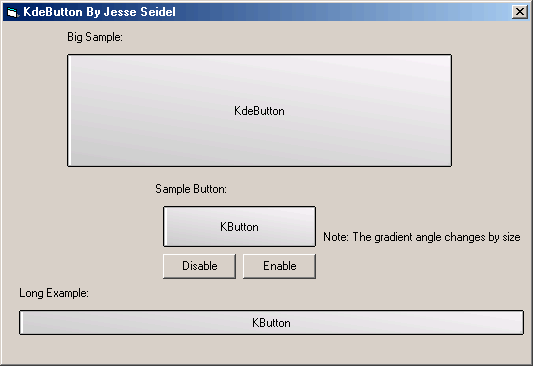 KdeButton By Jesse Seidel
Big Sample:
KdeButton
Sample Button:
KButton
Note: The gradient angle changes by size
Disable
Enable
Long Example:
KButton